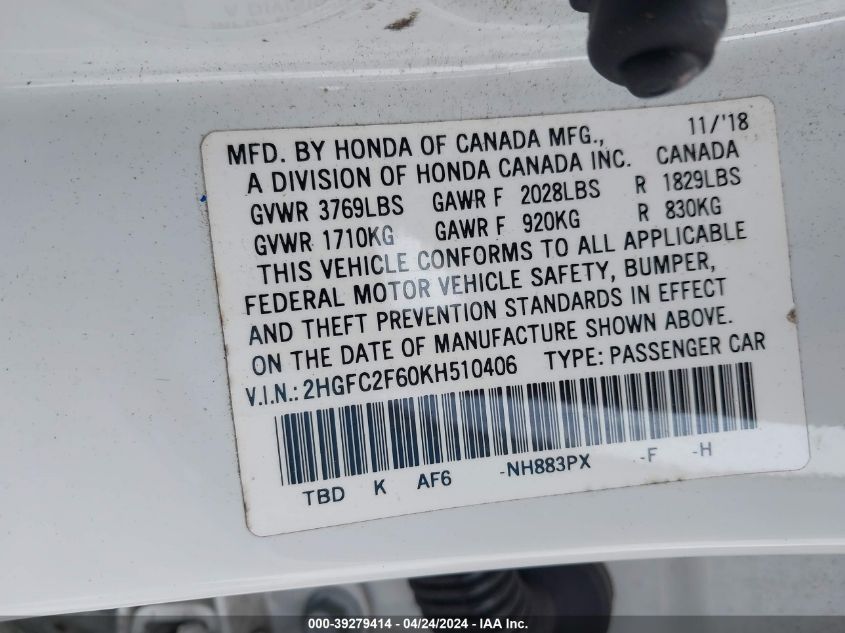 MFD. BY HONDA OF CANADA MFG., 11/'18
A DIVISION OF HONDA CANADA INC. CANADA
GVWR 3769LBS GAWR F 2028LBS R 1829LBS
GVWR 1710KG GAWR F 920KG R 830KG
THIS VEHICLE CONFORMS TO ALL APPLICABLE
FEDERAL MOTOR VEHICLE SAFETY, BUMPER,
AND THEFT PREVENTION STANDARDS IN EFFECT
ON THE DATE OF MANUFACTURE SHOWN ABOVE.
V.I.N.: 2HGFC2F60KH510406 TYPE: PASSENGER CAR
TBD K AF6 -NH883PX -F -H
000-39279414 - 04/24/2024 - IAA Inc.